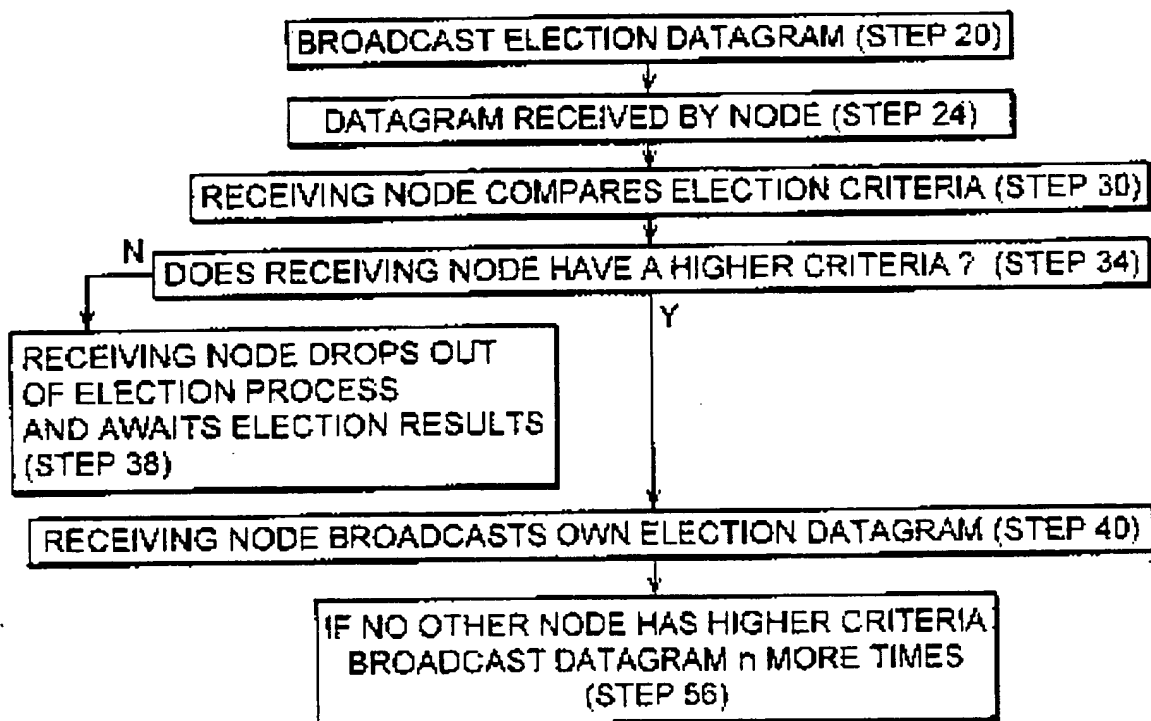 BROADCAST ELECTION DATAGRAM (STEP 20)
DATAGRAM RECEIVED BY NODE (STEP 24)
RECEIVING NODE COMPARES ELECTION CRITERIA (STEP 30)
N
DOES RECEIVING NODE HAVE A HIGHER CRITERIA ? (STEP 34)
Y
RECEIVING NODE DROPS OUT
OF ELECTION PROCESS
AND AWAITS ELECTION RESULTS
(STEP 38)
RECEIVING NODE BROADCASTS OWN ELECTION DATAGRAM (STEP 40)
IF NO OTHER NODE HAS HIGHER CRITERIA
BROADCAST DATAGRAM n MORE TIMES
(STEP 56)